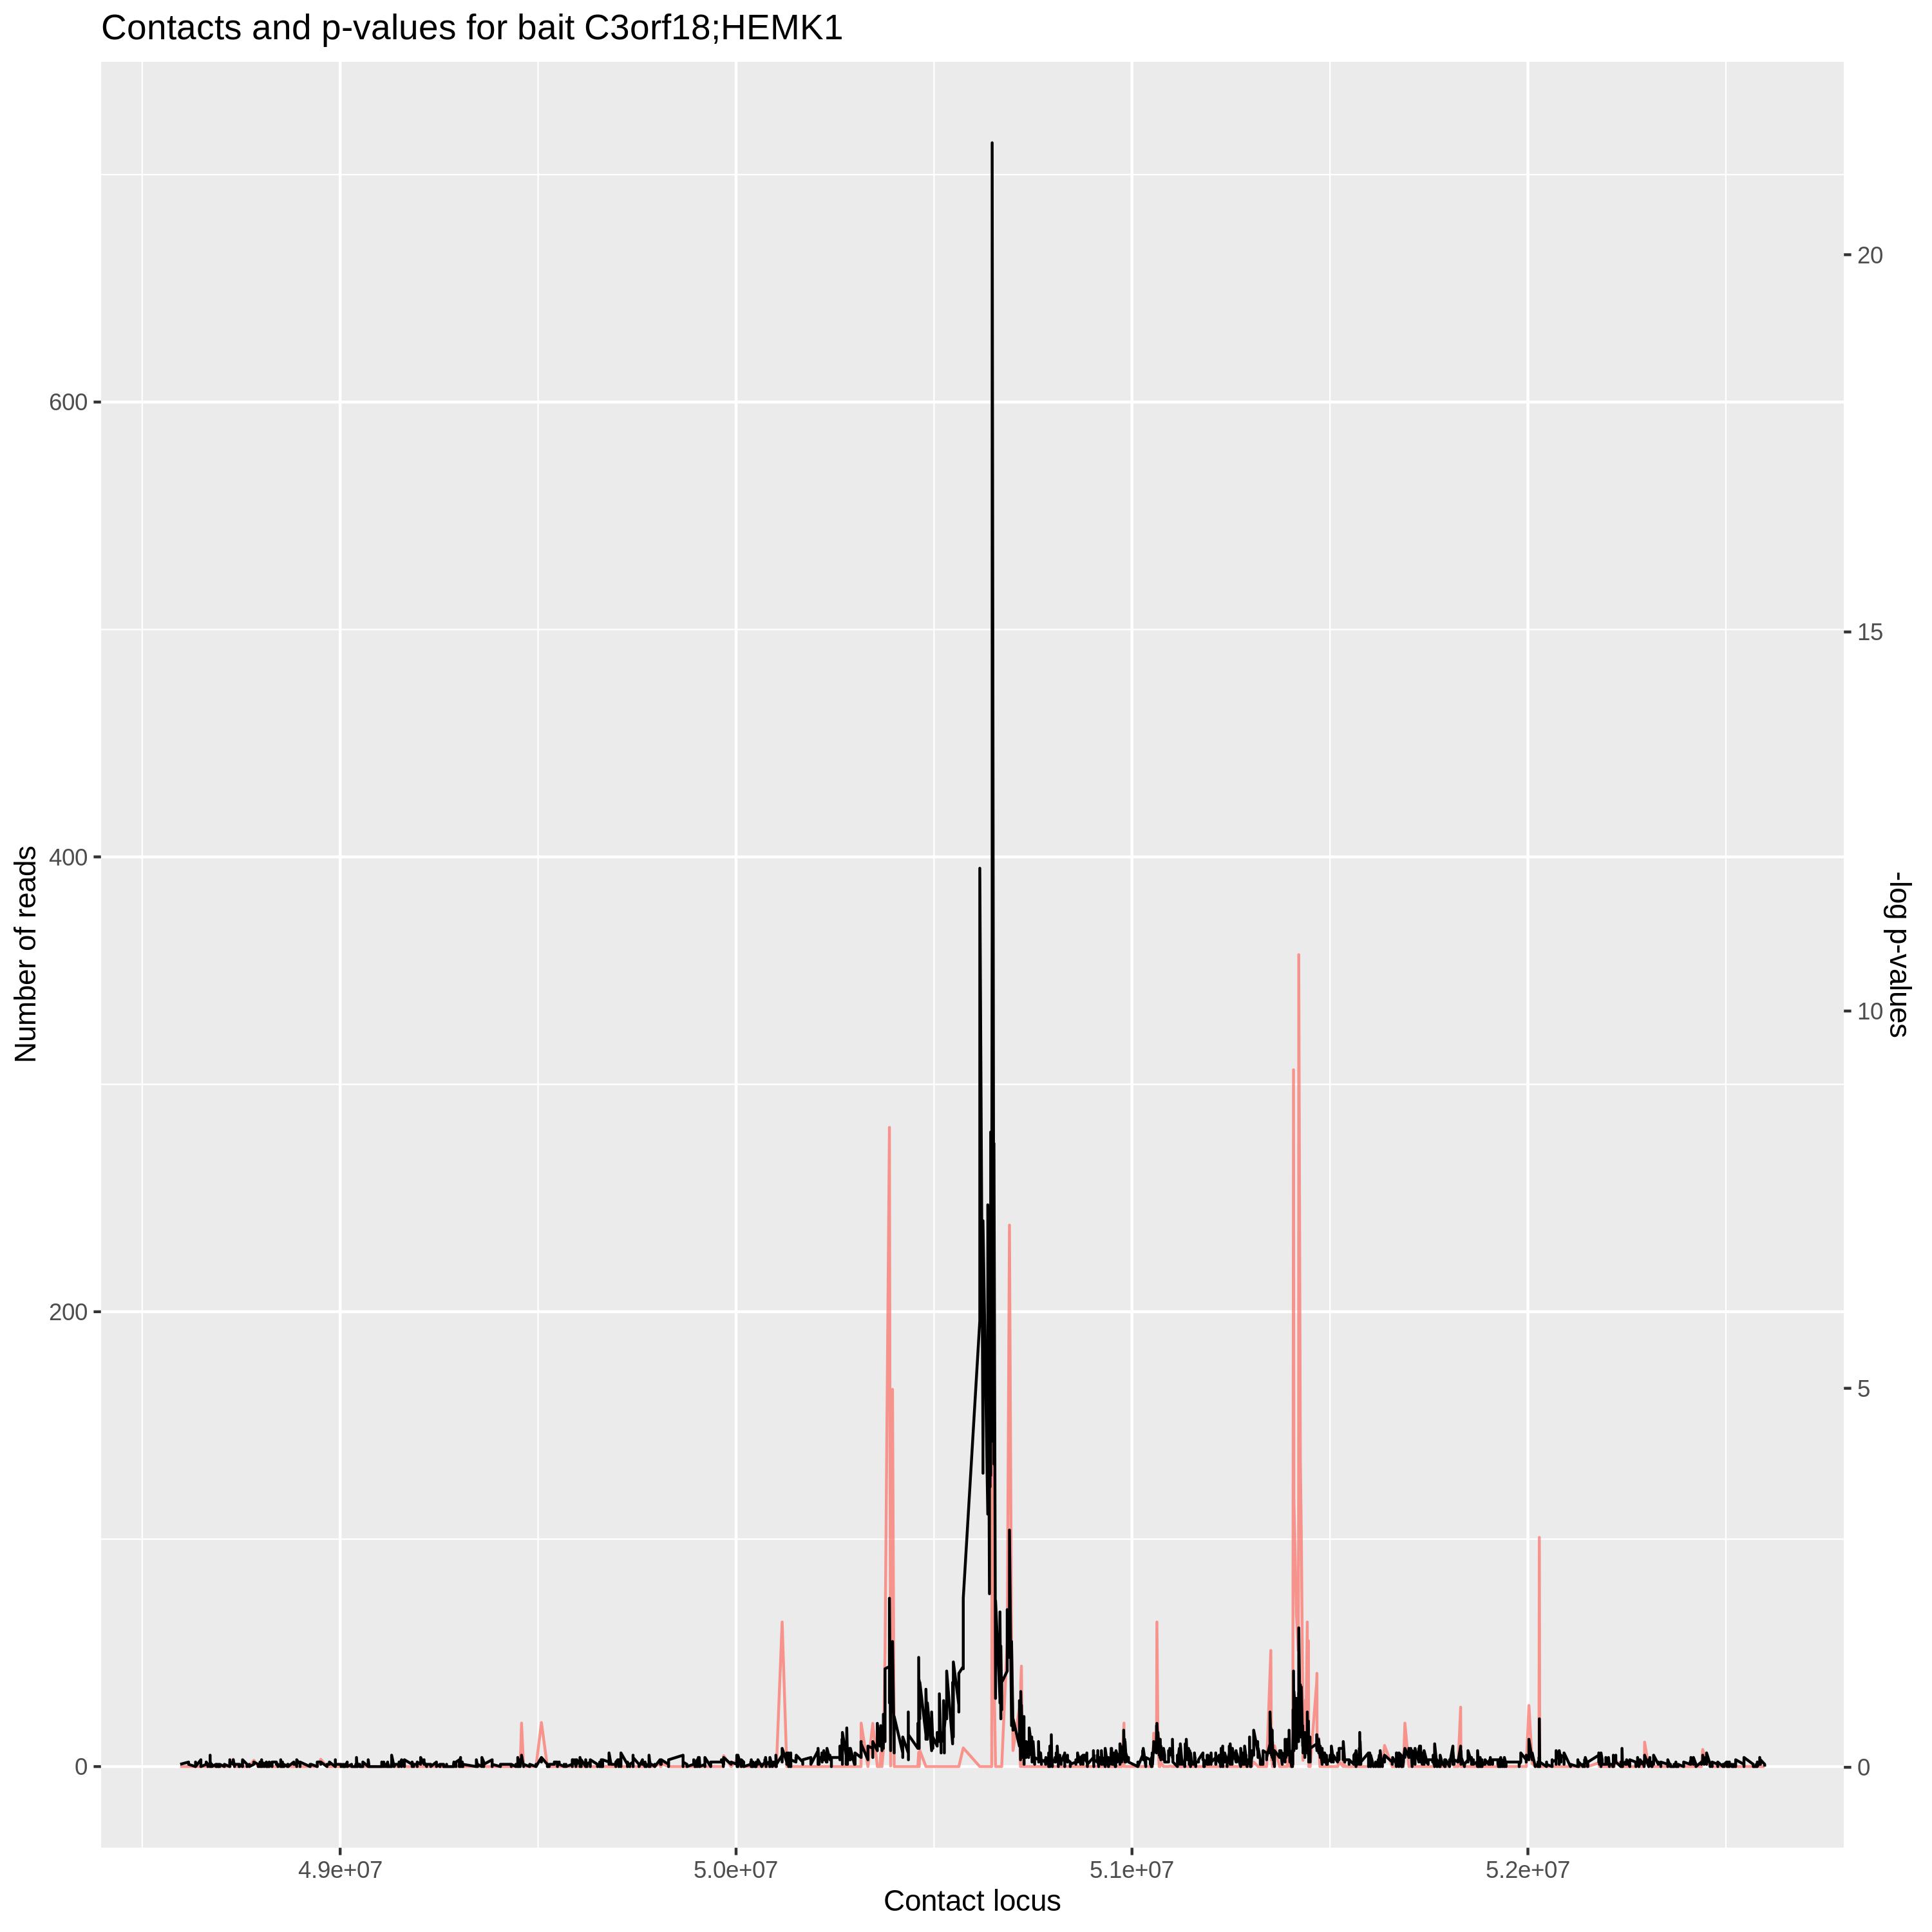 Contacts and p-values for bait C3orf18;HEMK1
Number of reads
600
400
200
0
20
15
10
5
0
-log p-values
4.9e+07
5.0e+07
5.1e+07
5.2e+07
Contact locus